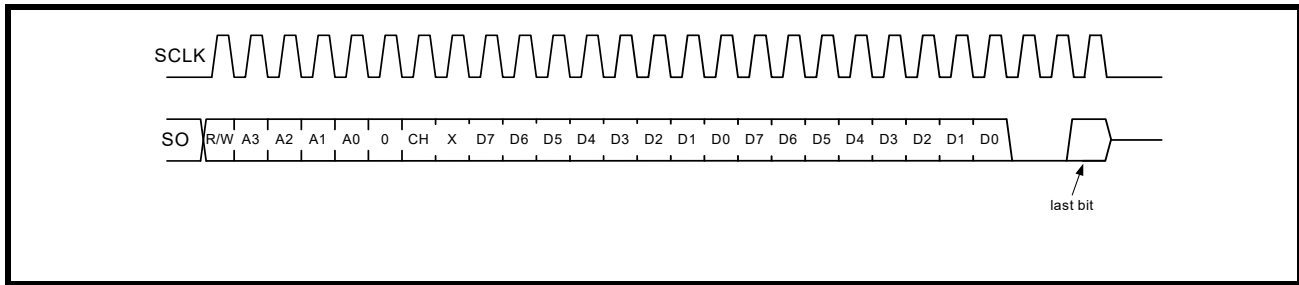 SCLK
SO R/W A3 A2 A1 A0 0 CH X D7 D6 D5 D4 D3 D2 D1 D0 D7 D6 D5 D4 D3 D2 D1 D0
last bit